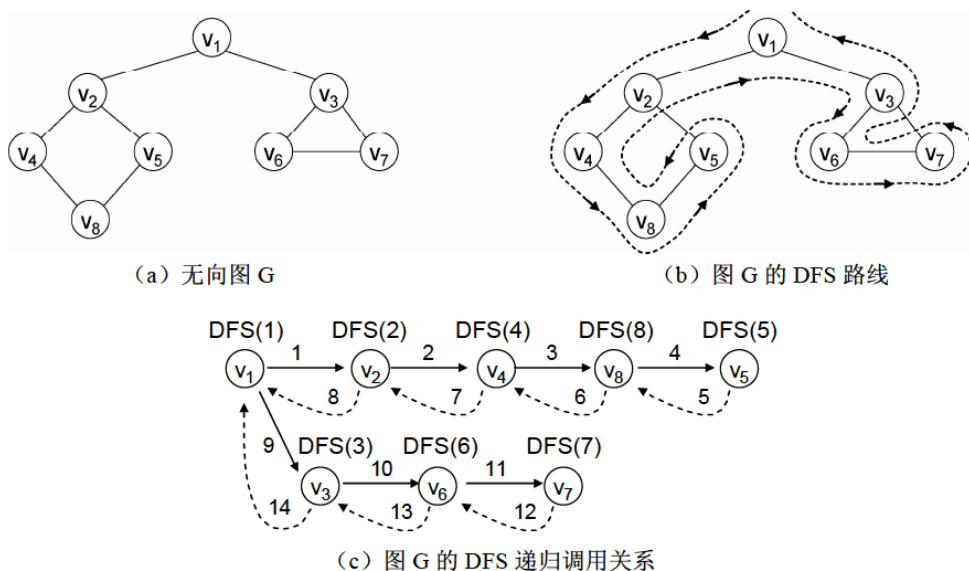 v1 v1
v2 v3 v2 v3
v4 v5 v6 v7 v4 v5 v6 v7
v8 v8
（a）无向图 G （b）图 G 的 DFS 路线
DFS(1) DFS(2) DFS(4) DFS(8) DFS(5)
1 2 3 4
v1 v2 v4 v8 v5
8 7 6 5
9 DFS(3) DFS(6) DFS(7)
10 11
v3 v6 v7
14 13 12
（c）图 G 的 DFS 递归调用关系